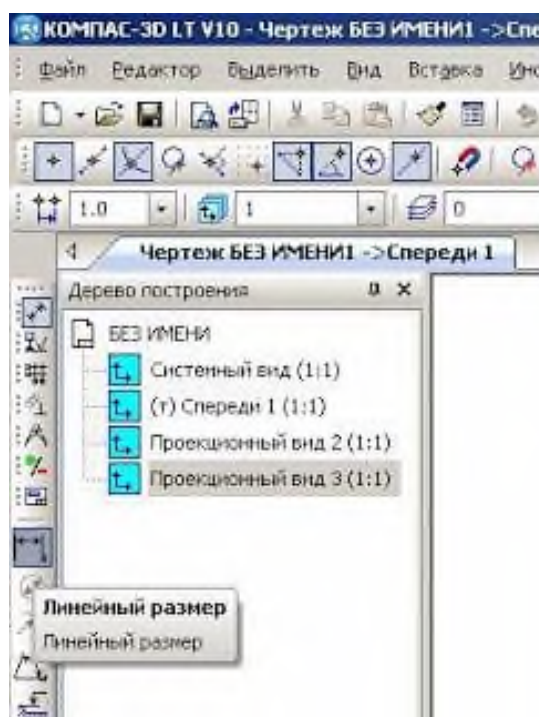 КОМПАС-3D LT V10 - Чертеж БЕЗ ИМЕНИ1 ->Спе
Файл Редактор Выделить Вид Вставка Инс
1.0 1 0
Чертеж БЕЗ ИМЕНИ1 ->Спереди 1
Дерево построения
БЕЗ ИМЕНИ
Системный вид (1:1)
(т) Спереди 1 (1:1)
Проекционный вид 2 (1:1)
Проекционный вид 3 (1:1)
Линейный размер
Линейный размер